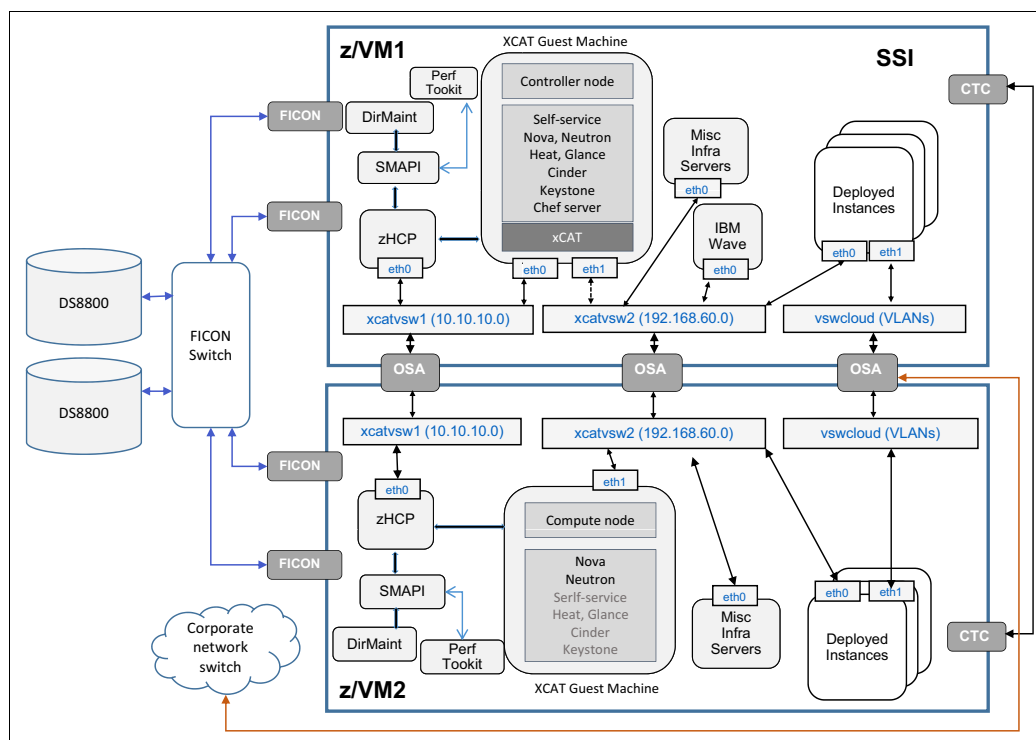 z/VM1
XCAT Guest Machine
SSI
Controller node
Perf
Tookit
CTC
FICON
DirMaint
Self-service
Nova, Neutron
Heat, Glance
Cinder
Keystone
Chef server
Misc
Infra
Servers
SMAPI
eth0
Deployed
Instances
FICON
zHCP
xCAT
IBM
Wave
eth0
eth0
eth1
eth0
eth0
eth1
DS8800
xcatvsw1 (10.10.10.0)
xcatvsw2 (192.168.60.0)
vswcloud (VLANs)
FICON
Switch
OSA
OSA
OSA
DS8800
xcatvsw1 (10.10.10.0)
xcatvsw2 (192.168.60.0)
vswcloud (VLANs)
FICON
eth0
eth1
zHCP
Compute node
FICON
Nova
Neutron
Serlf-service
Heat, Glance
Cinder
Keystone
SMAPI
eth0
eth0
eth1
Misc
Infra
Servers
Deployed
Instances
CTC
DirMaint
Perf
Tookit
Corporate
network
switch
z/VM2
XCAT Guest Machine